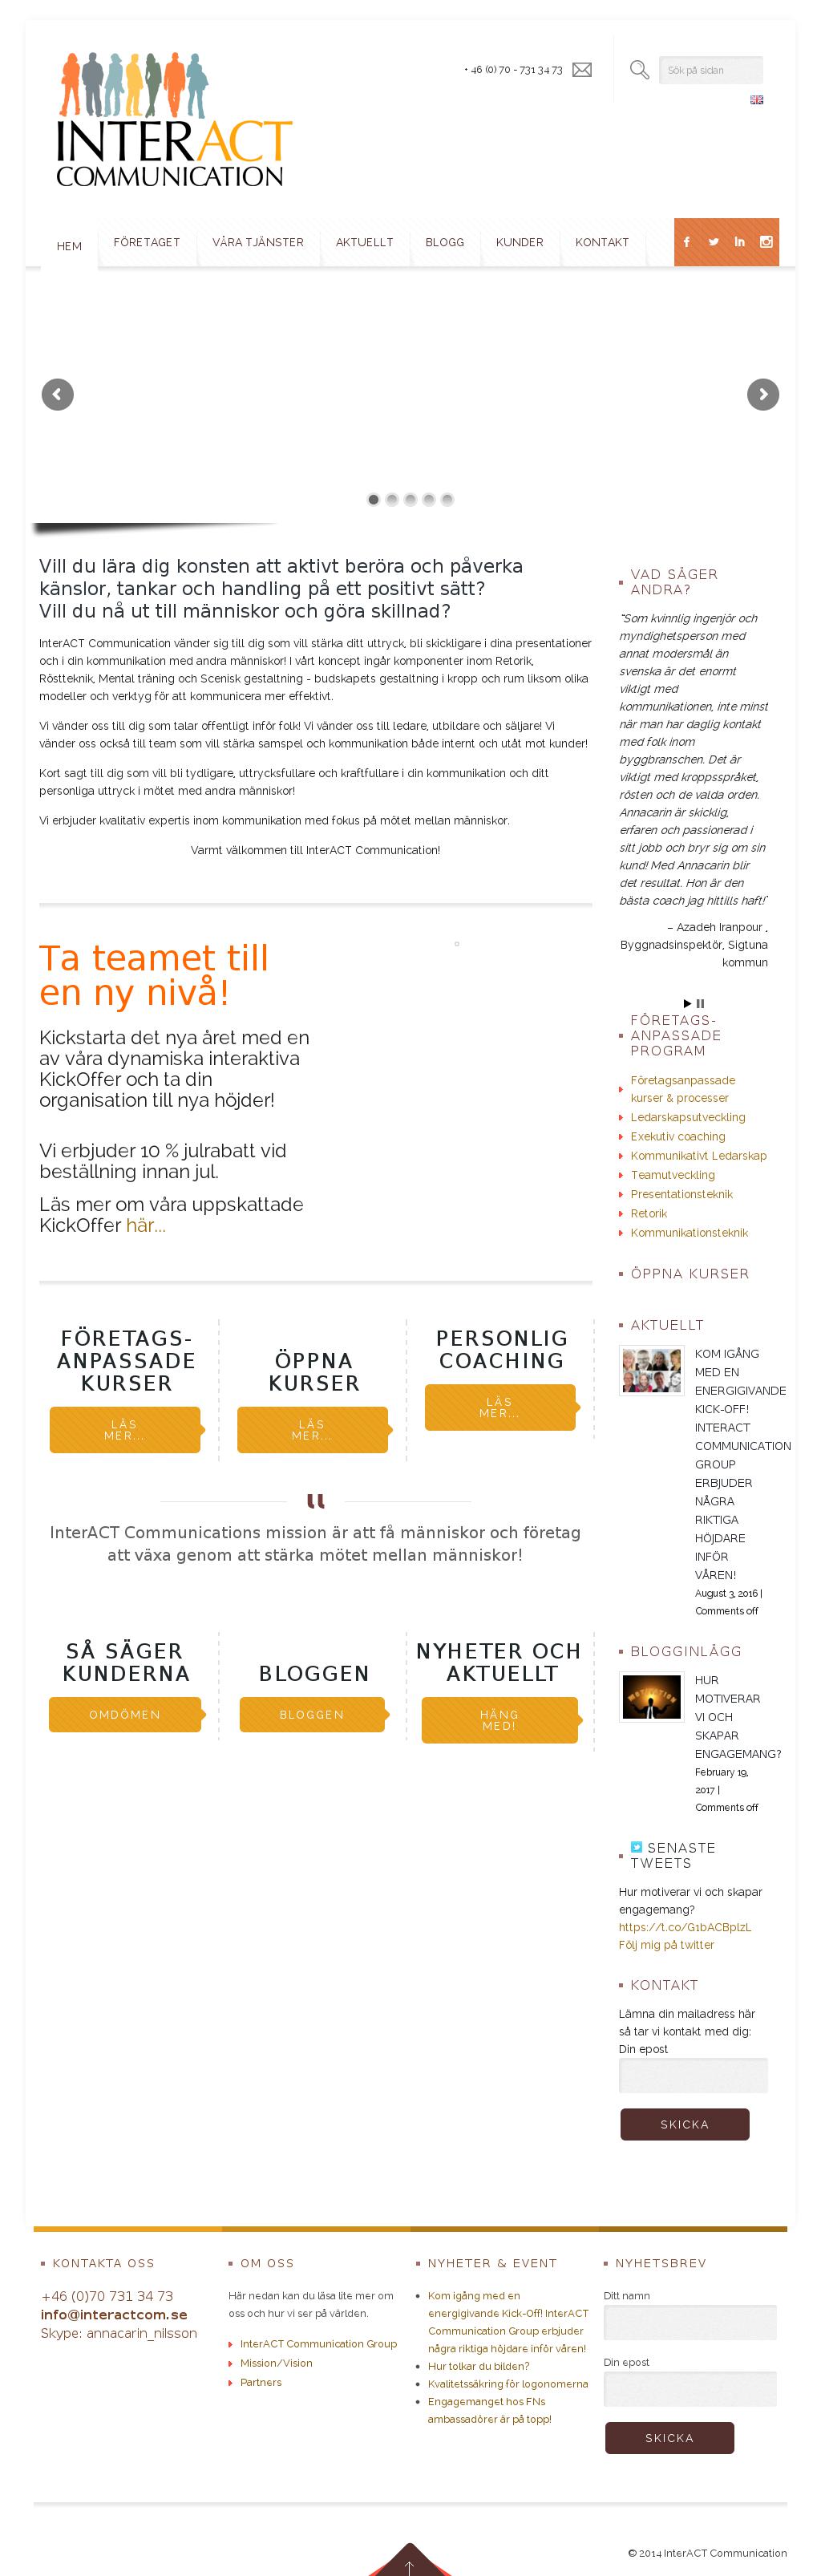 • 46 (0) 70 - 731 34 73
Sök på sidan
INTERACT
COMMUNICATION
HEM
FÖRETAGET
VÅRA TJÄNSTER
AKTUELLT
BLOGG
KUNDER
KONTAKT
Vill du lära dig konsten att aktivt beröra och påverka
känslor, tankar och handling på ett positivt sätt?
Vill du nå ut till människor och göra skillnad?
InterACT Communication vänder sig till dig som vill stärka ditt uttryck, bli skickligare i dina presentationer
och i din kommunikation med andra människor! I vårt koncept ingår komponenter inom Retorik,
Röstteknik, Mental träning och Scenisk gestaltning - budskapets gestaltning i kropp och rum liksom olika
modeller och verktyg för att kommunicera mer effektivt.
Vi vänder oss till dig som talar offentligt inför folk! Vi vänder oss till ledare, utbildare och säljare! Vi
vänder oss också till team som vill stärka samspel och kommunikation både internt och utåt mot kunder!
Kort sagt till dig som vill bli tydligare, uttrycksfullare och kraftfullare i din kommunikation och ditt
personliga uttryck i mötet med andra människor!
Vi erbjuder kvalitativ expertis inom kommunikation med fokus på mötet mellan människor.
Varmt välkommen till InterACT Communication!
Ta teamet till
en ny nivå!
Kickstarta det nya året med en
av våra dynamiska interaktiva
KickOffer och ta din
organisation till nya höjder!
Vi erbjuder 10 % julrabatt vid
beställning innan jul.
Läs mer om våra uppskattade
KickOffer här...
FÖRETAGS-
ANPASSADE
KURSER
LÄS
MER...
ÖPPNA
KURSER
LÄS
MER...
PERSONLIG
COACHING
LÄS
MER...
InterACT Communications mission är att få människor och företag
att växa genom att stärka mötet mellan människor!
SÅ SÄGER
KUNDERNA
OMDÖMEN
BLOGGEN
BLOGGEN
NYHETER OCH
AKTUELLT
HÄNG
MED!
VAD SÄGER
ANDRA?
"Som kvinnlig ingenjör och
myndighetsperson med
annat modersmål än
svenska är det enormt
viktigt med
kommunikationen, inte minst
när man har daglig kontakt
med folk inom
byggbranschen. Det är
viktigt med kroppsspråket,
rösten och de valda orden.
Annacarin är skicklig,
erfaren och passionerad i
sitt jobb och bryr sig om sin
kund! Med Annacarin blir
det resultat. Hon är den
bästa coach jag hittills haft!"
– Azadeh Iranpour ,
Byggnadsinspektör, Sigtuna
kommun
FÖRETAGS-
ANPASSADE
PROGRAM
Företagsanpassade
kurser & processer
Ledarskapsutveckling
Exekutiv coaching
Kommunikativt Ledarskap
Teamutveckling
Presentationsteknik
Retorik
Kommunikationsteknik
ÖPPNA KURSER
AKTUELLT
KOM IGÅNG
MED EN
ENERGIGIVANDE
KICK-OFF!
INTERACT
COMMUNICATION
GROUP
ERBJUDER
NÅGRA
RIKTIGA
HÖJDARE
INFÖR
VÅREN!
August 3, 2016 |
Comments off
BLOGGINLÄGG
HUR
MOTIVERAR
VI OCH
SKAPAR
ENGAGEMANG?
February 19,
2017 |
Comments off
SENASTE
TWEETS
Hur motiverar vi och skapar
engagemang?
https://t.co/G1bACBplzL
Följ mig på twitter
KONTAKT
Lämna din mailadress här
så tar vi kontakt med dig:
Din epost
SKICKA
KONTAKTA OSS
+46 (0)70 731 34 73
info@interactcom.se
Skype: annacarin_nilsson
OM OSS
Här nedan kan du läsa lite mer om
oss och hur vi ser på världen.
InterACT Communication Group
Mission/Vision
Partners
NYHETER & EVENT
Kom igång med en
energigivande Kick-Off! InterACT
Communication Group erbjuder
några riktiga höjdare inför våren!
Hur tolkar du bilden?
Kvalitetssäkring för logonomerna
Engagemanget hos FNs
ambassadörer är på topp!
NYHETSBREV
Ditt namn
Din epost
SKICKA
© 2014 InterACT Communication